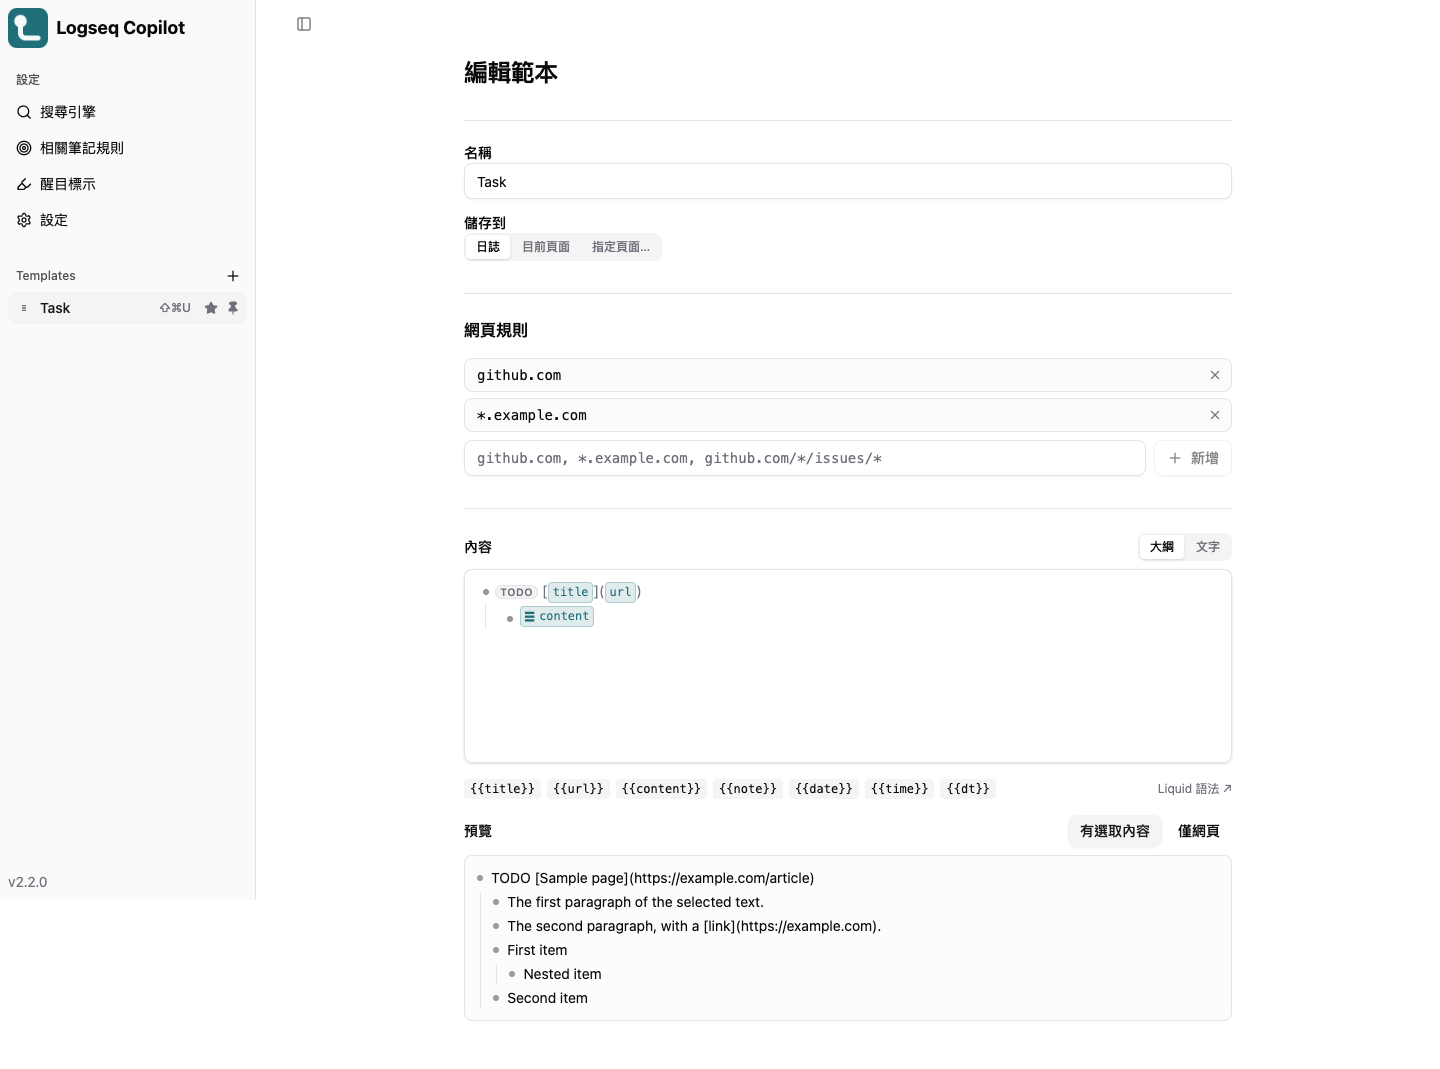 Logseq Copilot
設定
搜尋引擎
相關筆記規則
醒目標示
設定
Templates
Task ⇧⌘U
v2.2.0
編輯範本
名稱
Task
儲存到
日誌 目前頁面 指定頁面...
網頁規則
github.com
*.example.com
github.com, *.example.com, github.com/*/issues/*
新增
內容
大綱 文字
TODO [title](url)
content
{{title}} {{url}} {{content}} {{note}} {{date}} {{time}} {{dt}}
Liquid 語法 ↗
預覽
有選取內容 僅網頁
TODO [Sample page](https://example.com/article)
The first paragraph of the selected text.
The second paragraph, with a [link](https://example.com).
First item
Nested item
Second item